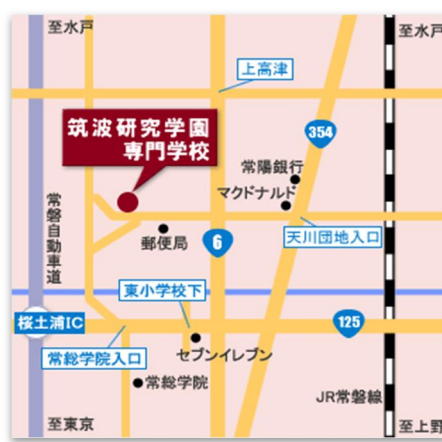 至水戸
至水戸
上高津
筑波研究学園
専門学校
354
常陽銀行
マクドナルド
常磐自動車道
郵便局
6
天川団地入口
東小学校下
桜土浦IC
125
常総学院入口
セブンイレブン
常総学院
JR常磐線
至東京
至上野